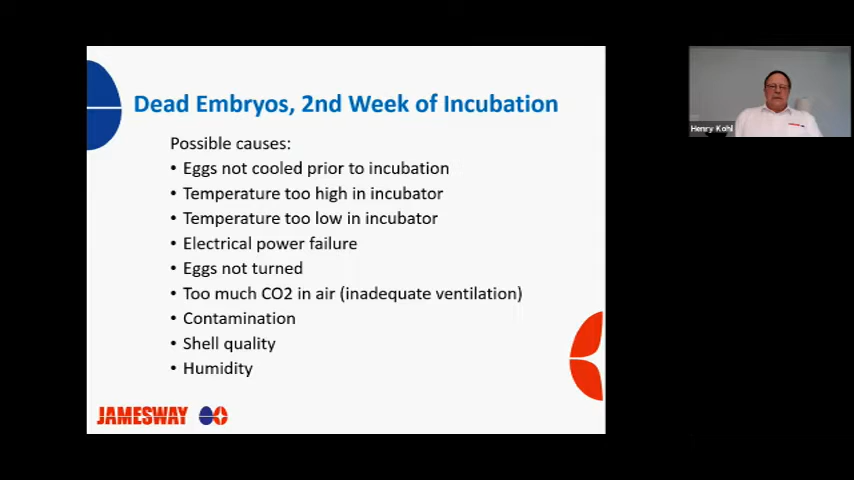 Dead Embryos, 2nd Week of Incubation
Possible causes:
• Eggs not cooled prior to incubation
• Temperature too high in incubator
• Temperature too low in incubator
• Electrical power failure
• Eggs not turned
• Too much CO2 in air (inadequate ventilation)
• Contamination
• Shell quality
• Humidity
JAMESWAY
Henry Kohl